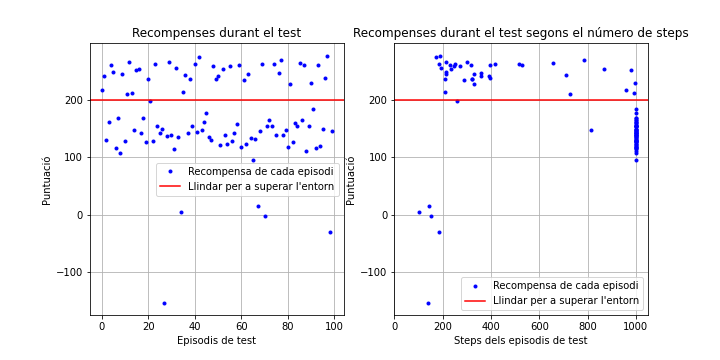 Recompenses durant el test
Recompenses durant el test segons el número de steps
Puntuació
200
100
0
−100
0
20
40
60
80
100
Episodis de test
Recompensa de cada episodi
Llindar per a superar l'entorn
Puntuació
200
100
0
−100
0
200
400
600
800
1000
Steps dels episodis de test
Recompensa de cada episodi
Llindar per a superar l'entorn